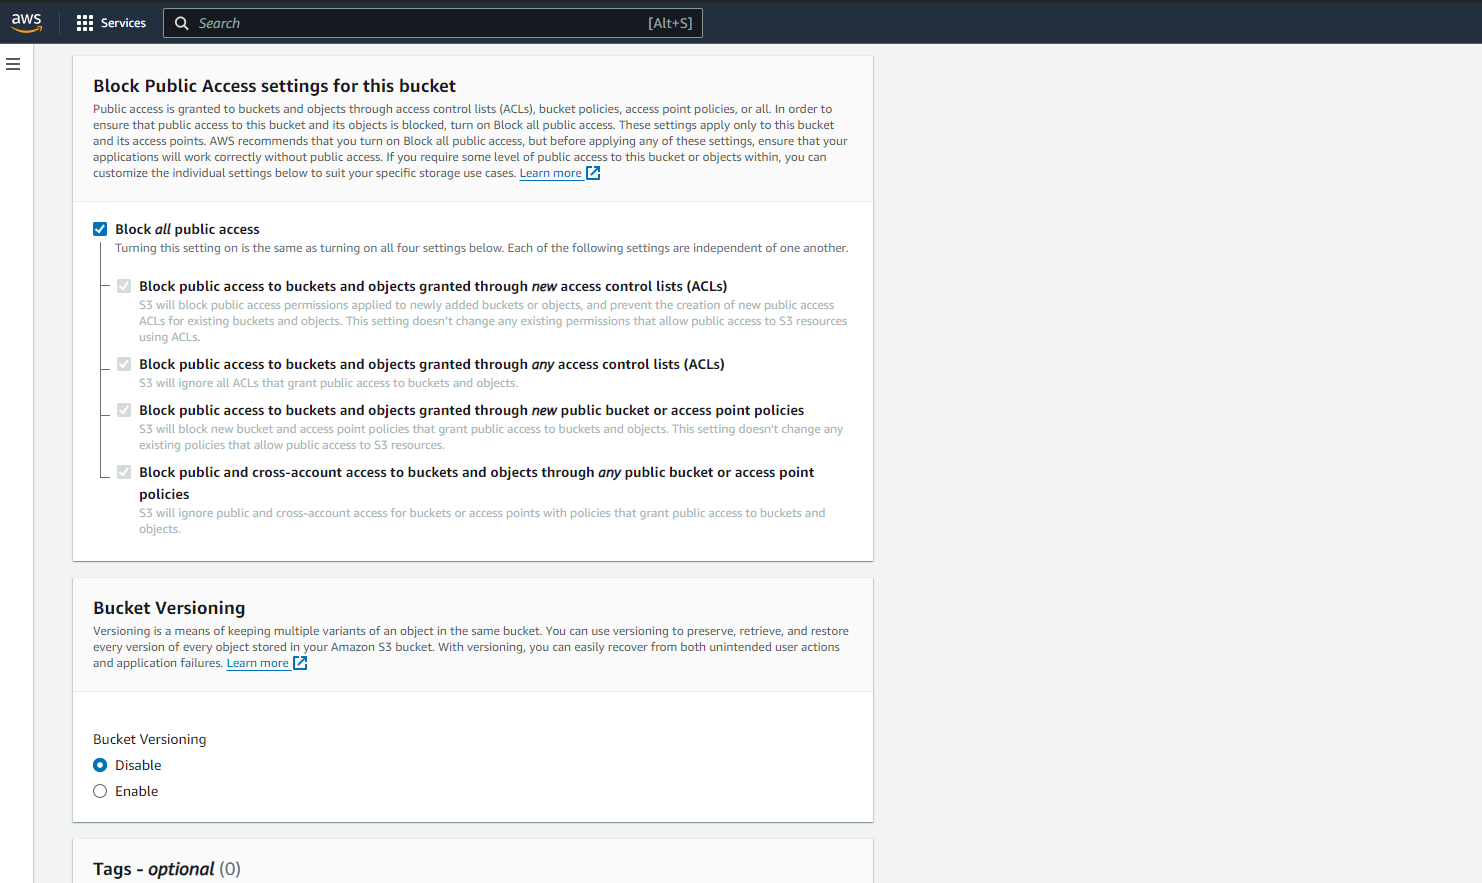 aws
Services
Search
[Alt+S]
Block Public Access settings for this bucket
Public access is granted to buckets and objects through access control lists (ACLs), bucket policies, access point policies, or all. In order to
ensure that public access to this bucket and its objects is blocked, turn on Block all public access. These settings apply only to this bucket
and its access points. AWS recommends that you turn on Block all public access, but before applying any of these settings, ensure that your
applications will work correctly without public access. If you require some level of public access to this bucket or objects within, you can
customize the individual settings below to suit your specific storage use cases. Learn more
Block all public access
Turning this setting on is the same as turning on all four settings below. Each of the following settings are independent of one another.
Block public access to buckets and objects granted through new access control lists (ACLs)
S3 will block public access permissions applied to newly added buckets or objects, and prevent the creation of new public access
ACLs for existing buckets and objects. This setting doesn't change any existing permissions that allow public access to S3 resources
using ACLs.
Block public access to buckets and objects granted through any access control lists (ACLs)
S3 will ignore all ACLs that grant public access to buckets and objects.
Block public access to buckets and objects granted through new public bucket or access point policies
S3 will block new bucket and access point policies that grant public access to buckets and objects. This setting doesn't change any
existing policies that allow public access to S3 resources.
Block public and cross-account access to buckets and objects through any public bucket or access point
policies
S3 will ignore public and cross-account access for buckets or access points with policies that grant public access to buckets and
objects.
Bucket Versioning
Versioning is a means of keeping multiple variants of an object in the same bucket. You can use versioning to preserve, retrieve, and restore
every version of every object stored in your Amazon S3 bucket. With versioning, you can easily recover from both unintended user actions
and application failures. Learn more
Bucket Versioning
Disable
Enable
Tags - optional (0)